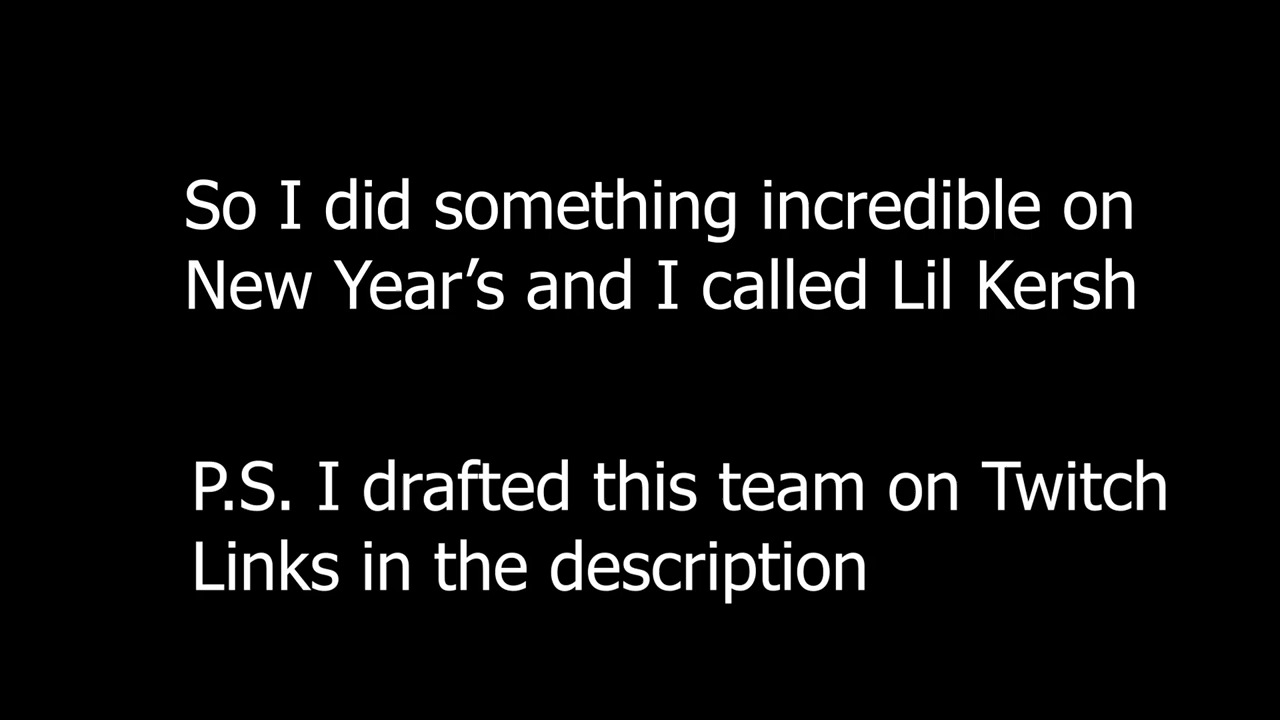 So I did something incredible on
New Year’s and I called Lil Kersh
P.S. I drafted this team on Twitch
Links in the description